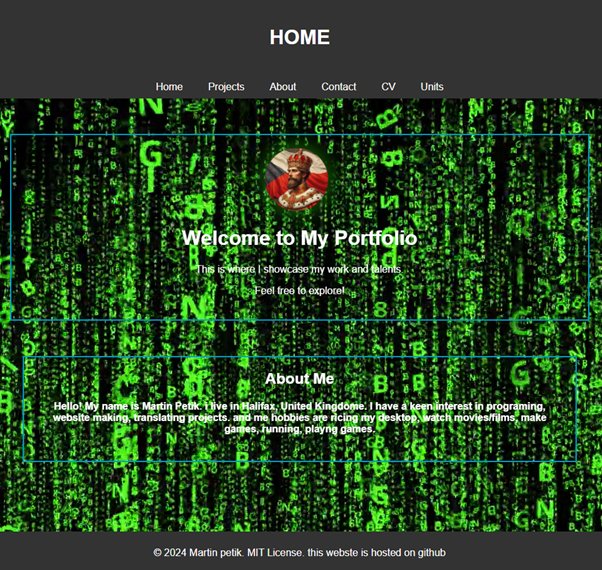 HOME
Home Projects About Contact CV Units
Welcome to My Portfolio
This is where I showcase my work and talents.
Feel free to explore!
About Me
Hello! My name is Martin Petik. i live in Halifax, United Kingdome. I have a keen interest in programing,
website making, translating projects. and me hobbies are ricing my desktop, watch movies/films, make
games, running, playng games.
© 2024 Martin petik. MIT License. this webste is hosted on github